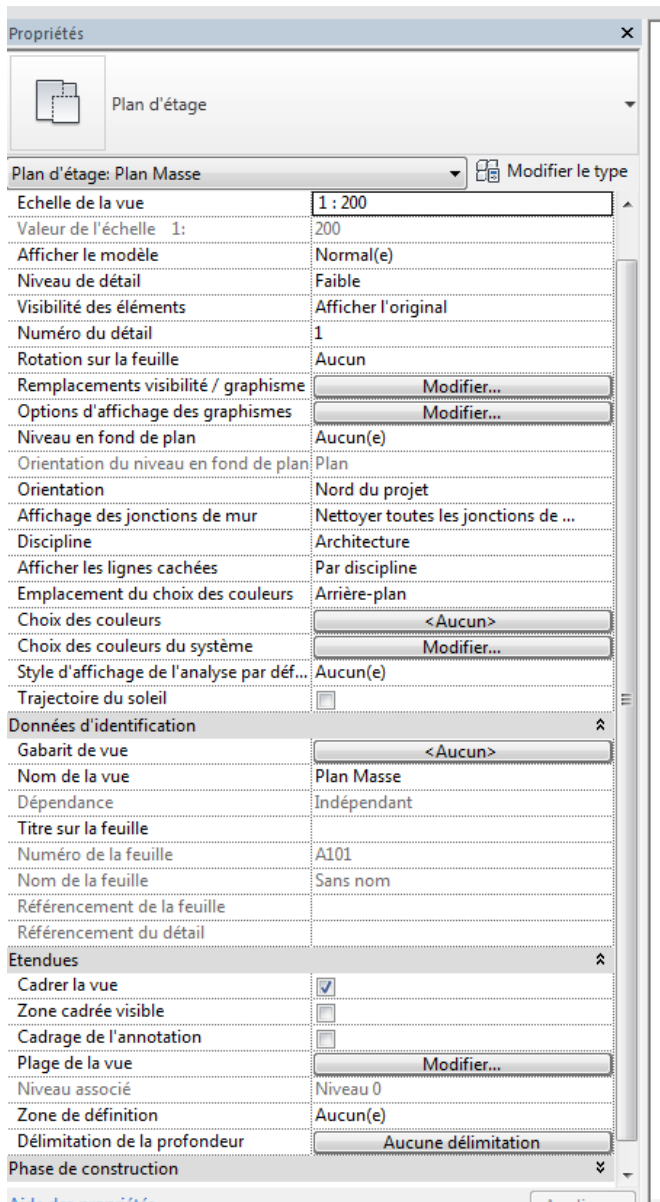 Propriétés
Plan d'étage
Plan d'étage: Plan Masse Modifier le type
Echelle de la vue 1 : 200
Valeur de l'échelle 1: 200
Afficher le modèle Normal(e)
Niveau de détail Faible
Visibilité des éléments Afficher l'original
Numéro du détail 1
Rotation sur la feuille Aucun
Remplacements visibilité / graphisme Modifier...
Options d'affichage des graphismes Modifier...
Niveau en fond de plan Aucun(e)
Orientation du niveau en fond de plan Plan
Orientation Nord du projet
Affichage des jonctions de mur Nettoyer toutes les jonctions de ...
Discipline Architecture
Afficher les lignes cachées Par discipline
Emplacement du choix des couleurs Arrière-plan
Choix des couleurs <Aucun>
Choix des couleurs du système Modifier...
Style d'affichage de l'analyse par déf... Aucun(e)
Trajectoire du soleil
Données d'identification
Gabarit de vue <Aucun>
Nom de la vue Plan Masse
Dépendance Indépendant
Titre sur la feuille
Numéro de la feuille A101
Nom de la feuille Sans nom
Référencement de la feuille
Référencement du détail
Etendues
Cadrer la vue
Zone cadrée visible
Cadrage de l'annotation
Plage de la vue Modifier...
Niveau associé Niveau 0
Zone de définition Aucun(e)
Délimitation de la profondeur Aucune délimitation
Phase de construction